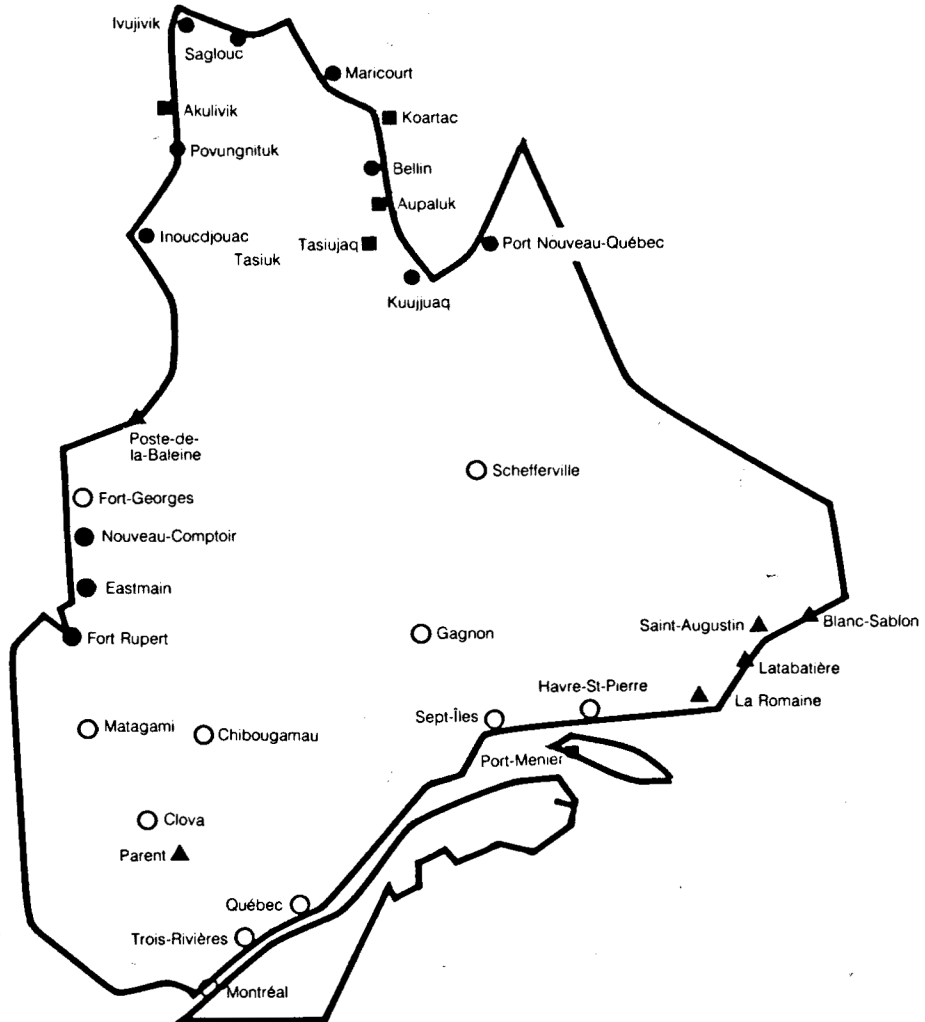 Ivujivik
Saglouc
Maricourt
Akulivik
Koartac
Povungnituk
Bellin
Aupaluk
Inoucdjouac
Tasiujaq
Port Nouveau-Québec
Tasiuk
Kuujjuaq
Poste-de-
la-Baleine
Schefferville
Fort-Georges
Nouveau-Comptoir
Eastmain
Fort Rupert
Gagnon
Saint-Augustin
Blanc-Sablon
Latabatière
Havre-St-Pierre
La Romaine
Sept-Îles
Matagami
Chibougamau
Port-Menier
Clova
Parent
Québec
Trois-Rivières
Montréal